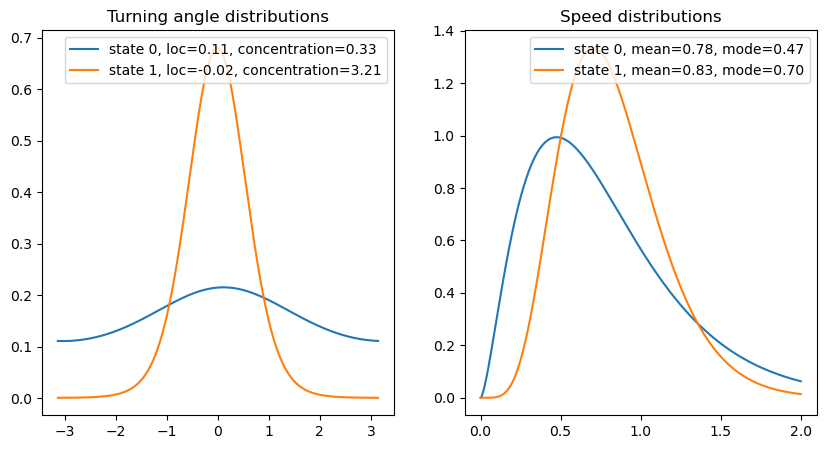 Turning angle distributions
state 0, loc=0.11, concentration=0.33
state 1, loc=-0.02, concentration=3.21
0.7
0.6
0.5
0.4
0.3
0.2
0.1
0.0
−3 −2 −1 0 1 2 3
Speed distributions
state 0, mean=0.78, mode=0.47
state 1, mean=0.83, mode=0.70
1.4
1.2
1.0
0.8
0.6
0.4
0.2
0.0
0.0 0.5 1.0 1.5 2.0